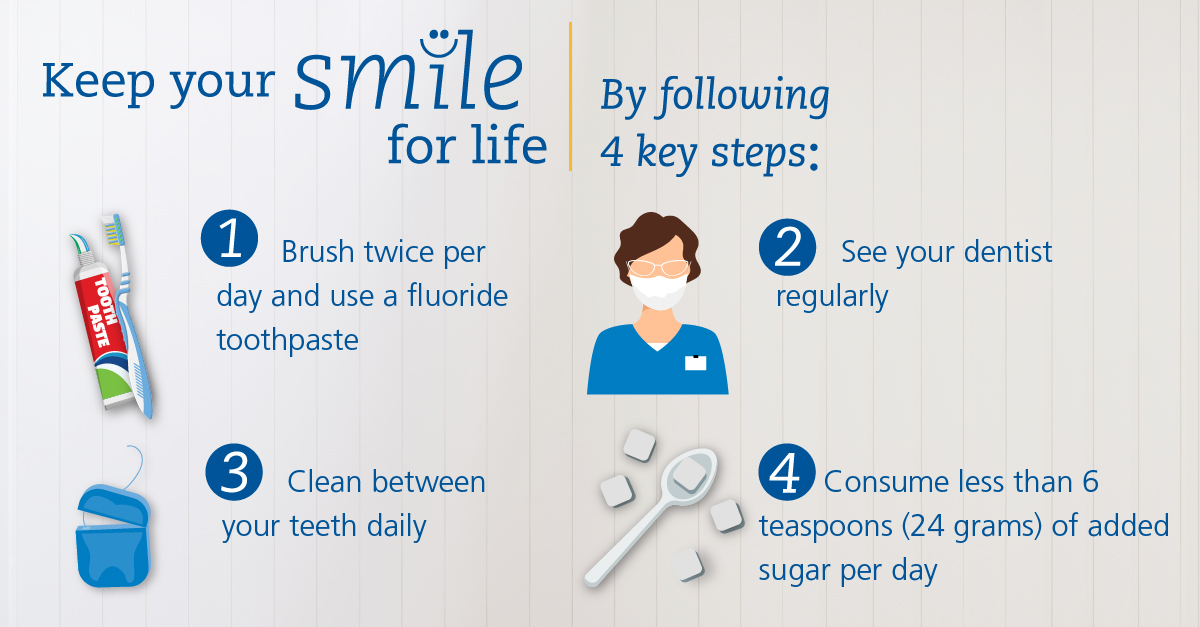 Keep your smile
for life
By following
4 key steps:
TOOTH
PASTE
1 Brush twice per
day and use a fluoride
toothpaste
2 See your dentist
regularly
3 Clean between
your teeth daily
4 Consume less than 6
teaspoons (24 grams) of added
sugar per day